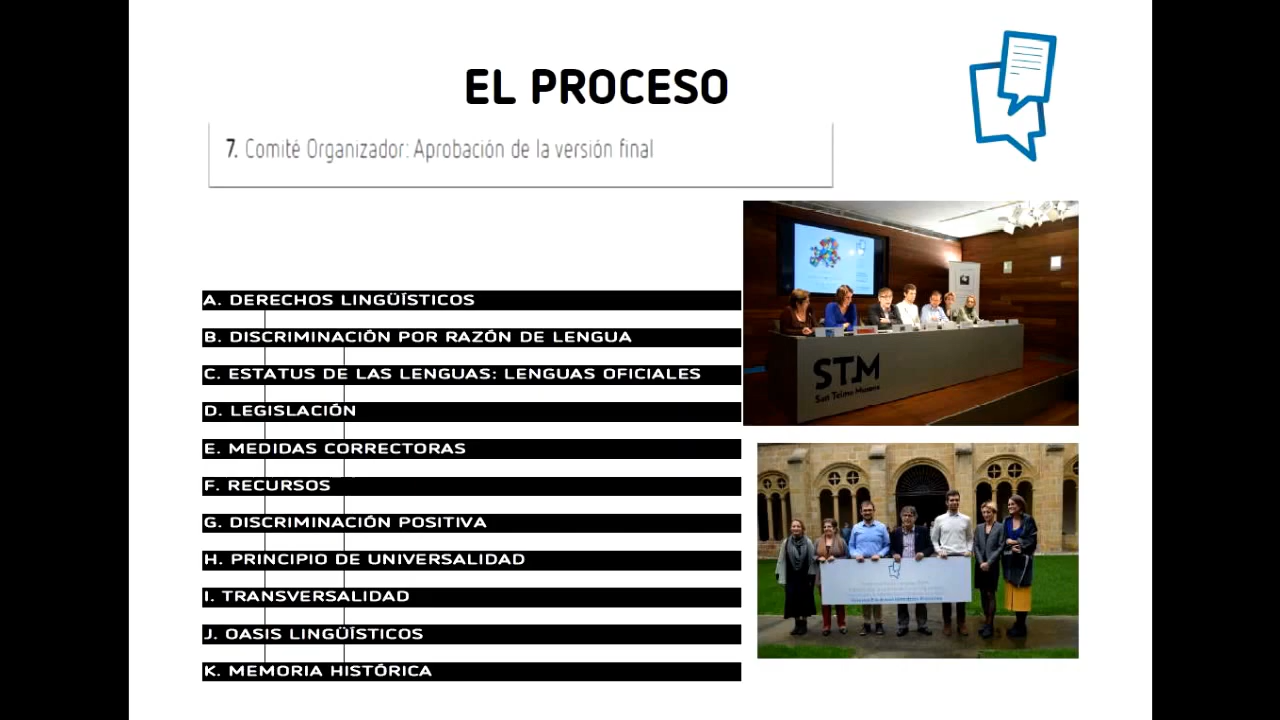 EL PROCESO
7. Comité Organizador: Aprobación de la versión final
A. DERECHOS LINGÜÍSTICOS
B. DISCRIMINACIÓN POR RAZÓN DE LENGUA
C. ESTATUS DE LAS LENGUAS: LENGUAS OFICIALES
D. LEGISLACIÓN
E. MEDIDAS CORRECTORAS
F. RECURSOS
G. DISCRIMINACIÓN POSITIVA
H. PRINCIPIO DE UNIVERSALIDAD
I. TRANSVERSALIDAD
J. OASIS LINGÜÍSTICOS
K. MEMORIA HISTÓRICA
STM
San Telmo Museoa